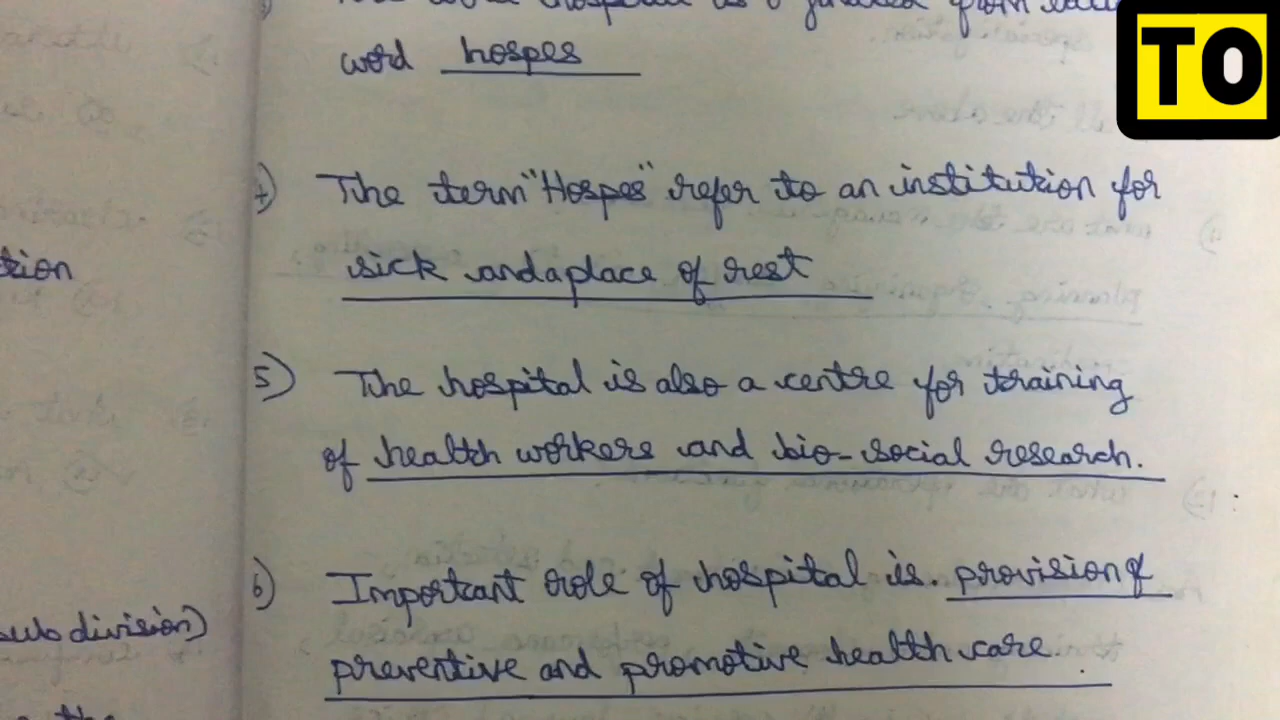 word hospes
TO
4) The term "Hospes" refer to an institution for
sick and a place of rest
tion
5) The hospital is also a centre for training
of health workers and bio-social research.
6) Important role of hospital is. provision of
sub division)
preventive and promotive health care.
the